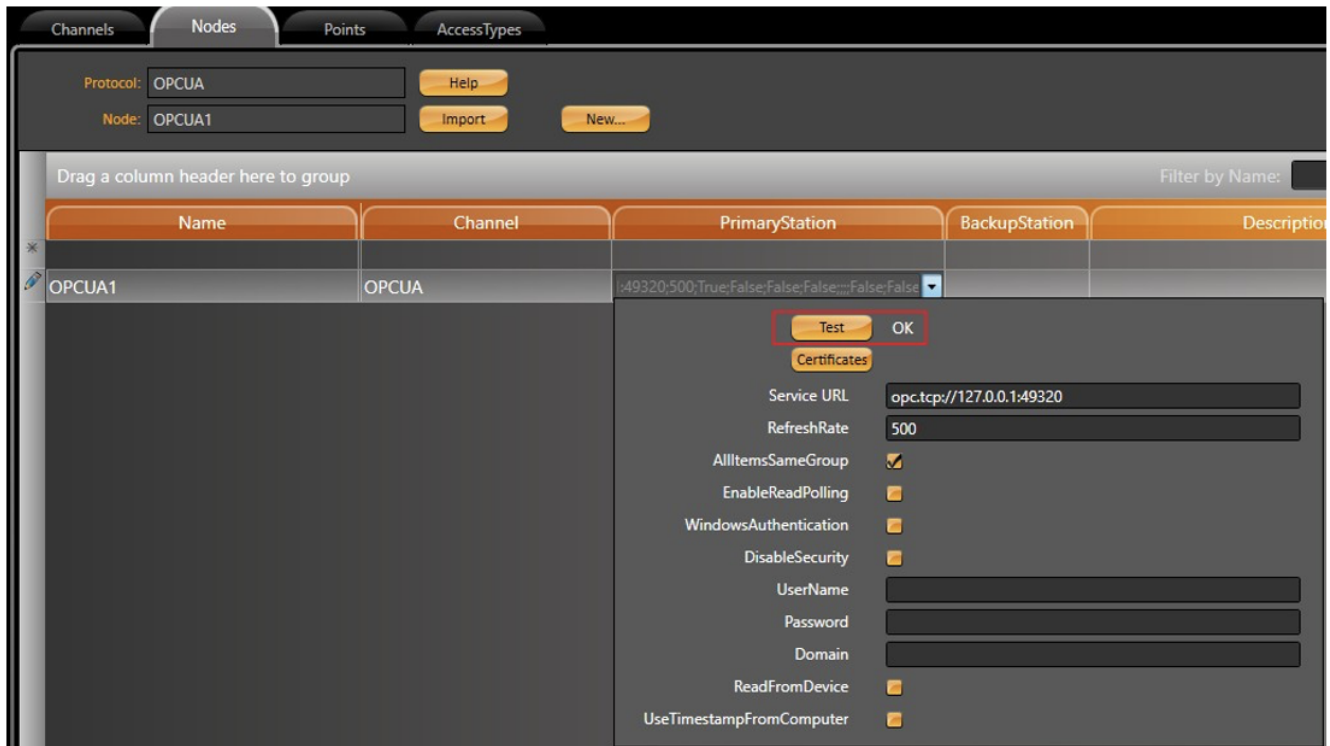 Channels Nodes Points AccessTypes
Protocol: OPCUA Help
Node: OPCUA1 Import New...
Drag a column header here to group Filter by Name:
Name Channel PrimaryStation BackupStation Descriptio
OPCUA1 OPCUA :49320;500;True;False;False;False;;;;False;False
Test OK
Certificates
Service URL opc.tcp://127.0.0.1:49320
RefreshRate 500
AllItemsSameGroup
EnableReadPolling
WindowsAuthentication
DisableSecurity
UserName
Password
Domain
ReadFromDevice
UseTimestampFromComputer